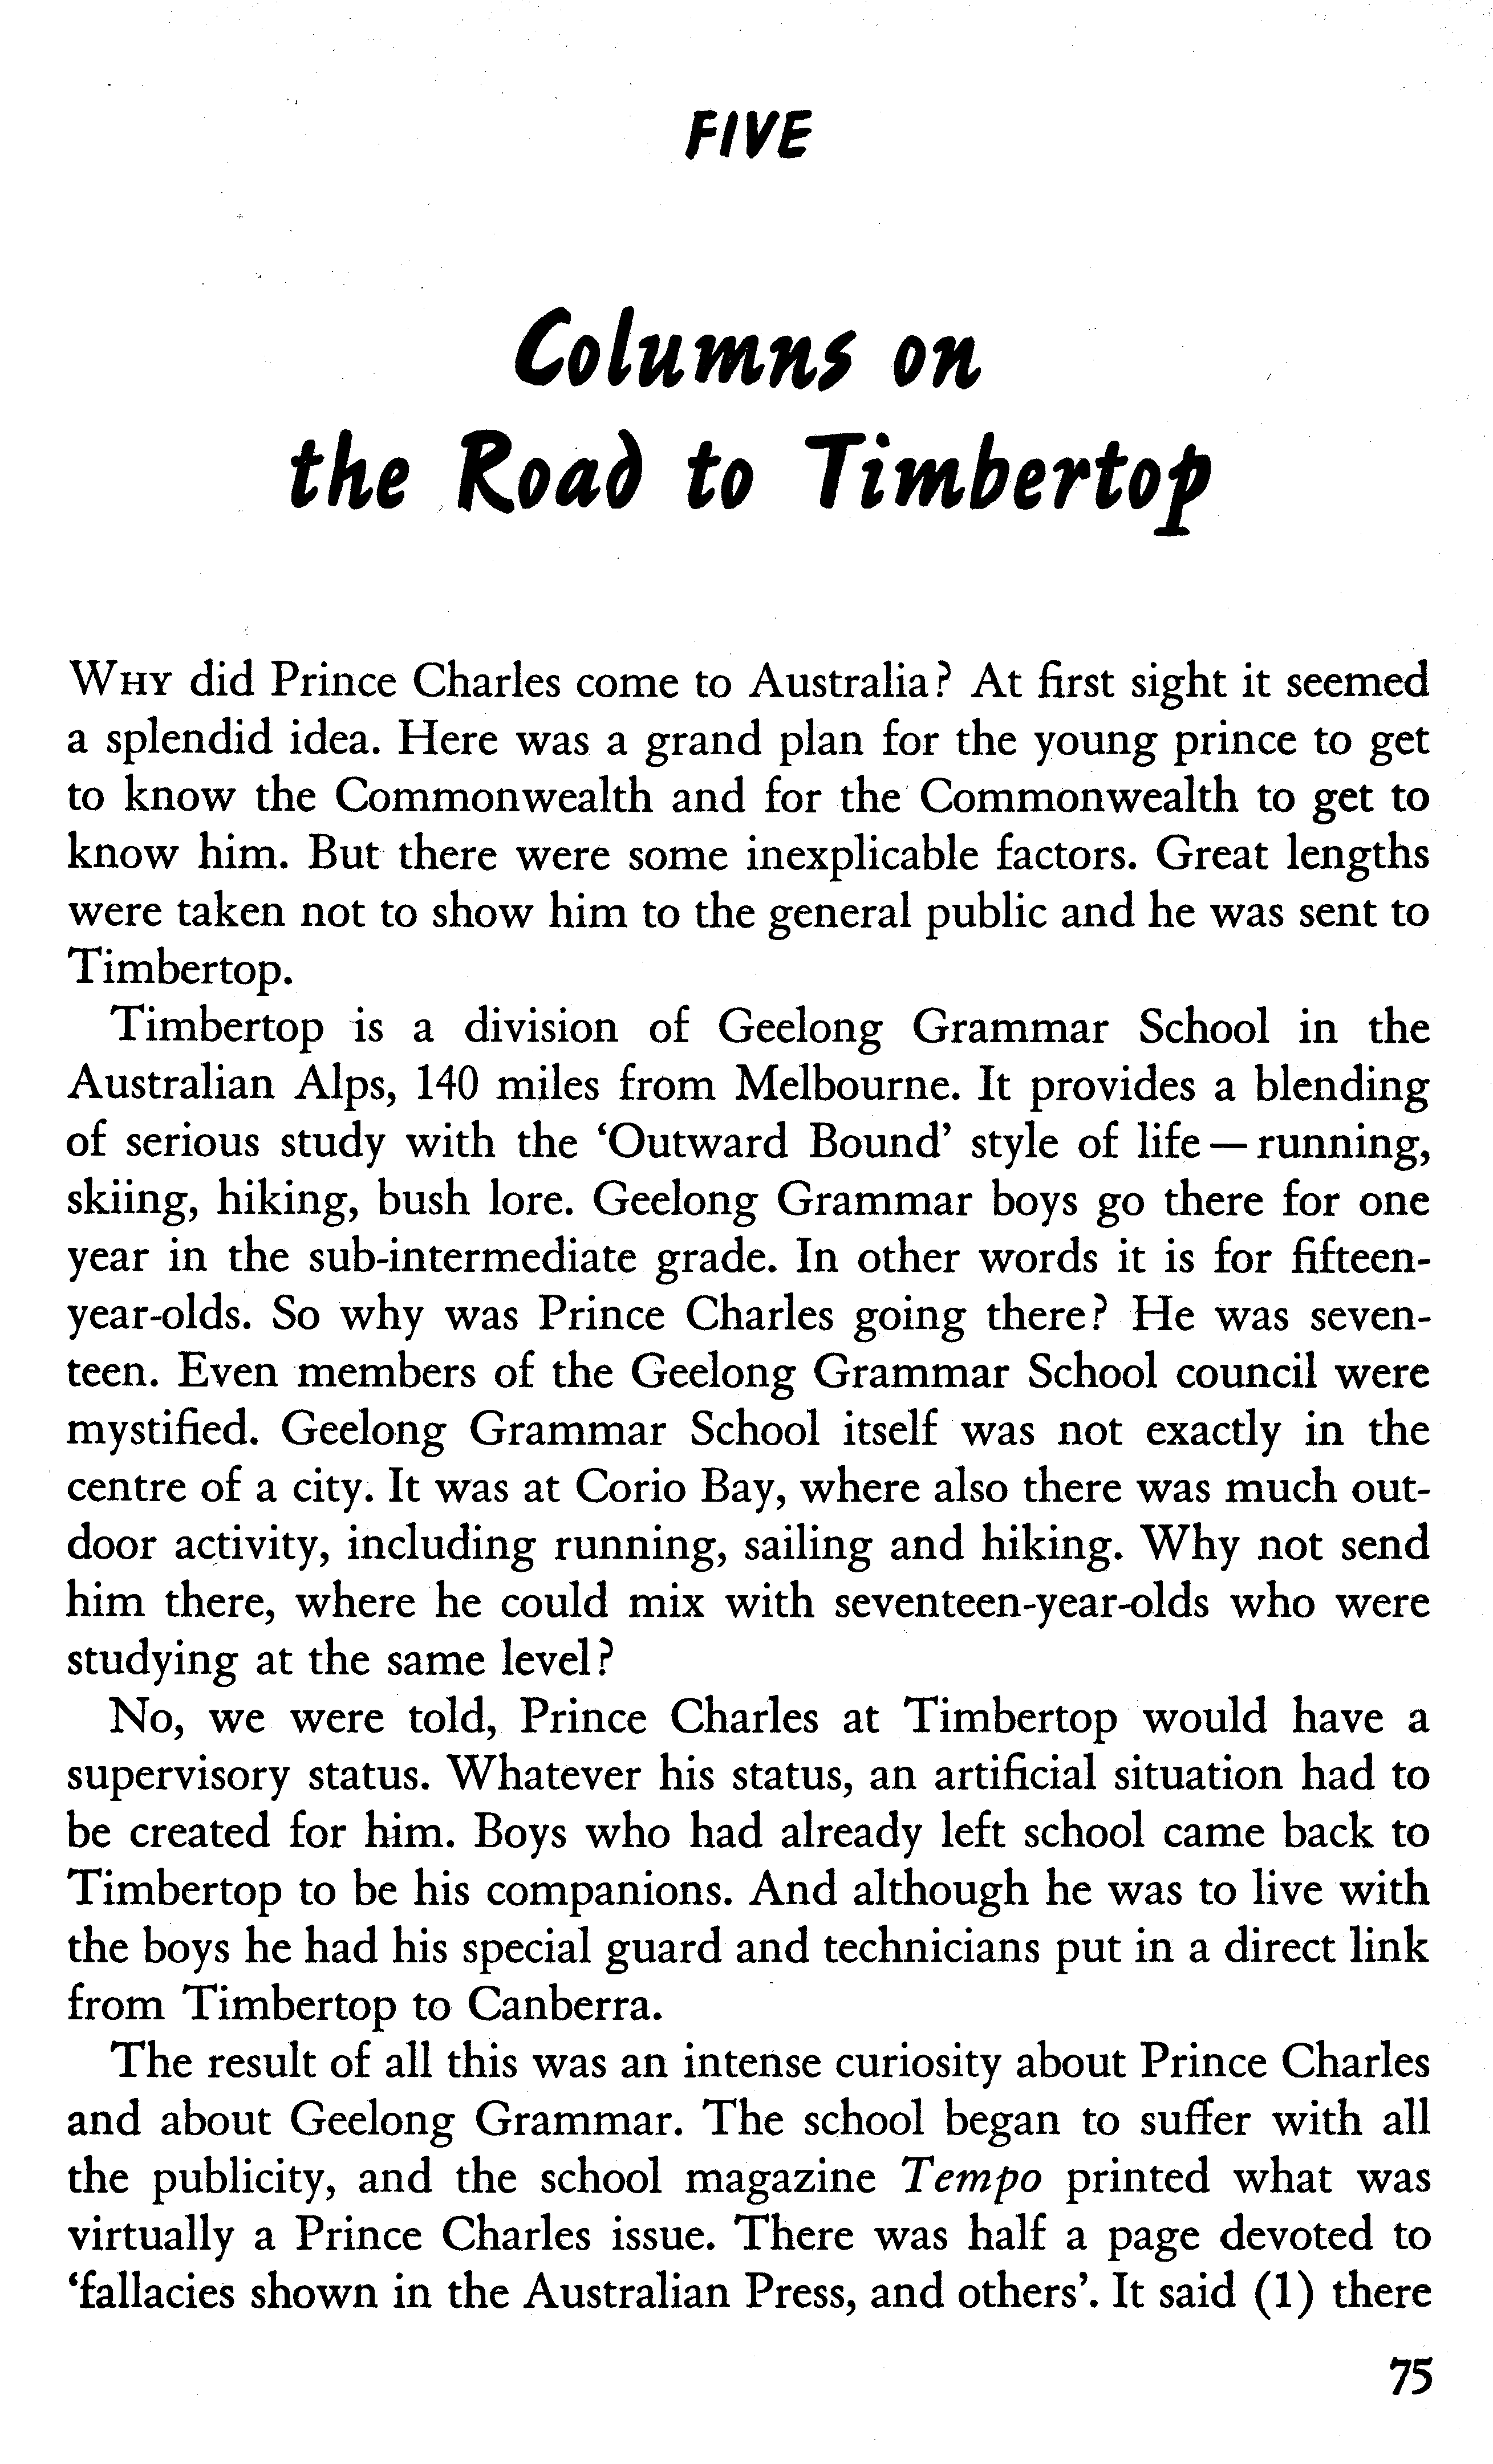 FIVE
Columns on
the Road to Timbertop
WHY did Prince Charles come to Australia? At first sight it seemed
a splendid idea. Here was a grand plan for the young prince to get
to know the Commonwealth and for the Commonwealth to get to
know him. But there were some inexplicable factors. Great lengths
were taken not to show him to the general public and he was sent to
Timbertop.
Timbertop is a division of Geelong Grammar School in the
Australian Alps, 140 miles from Melbourne. It provides a blending
of serious study with the ‘Outward Bound’ style of life — running,
skiing, hiking, bush lore. Geelong Grammar boys go there for one
year in the sub-intermediate grade. In other words it is for fifteen-
year-olds. So why was Prince Charles going there? He was seven-
teen. Even members of the Geelong Grammar School council were
mystified. Geelong Grammar School itself was not exactly in the
centre of a city. It was at Corio Bay, where also there was much out-
door activity, including running, sailing and hiking. Why not send
him there, where he could mix with seventeen-year-olds who were
studying at the same level?
No, we were told, Prince Charles at Timbertop would have a
supervisory status. Whatever his status, an artificial situation had to
be created for him. Boys who had already left school came back to
Timbertop to be his companions. And although he was to live with
the boys he had his special guard and technicians put in a direct link
from Timbertop to Canberra.
The result of all this was an intense curiosity about Prince Charles
and about Geelong Grammar. The school began to suffer with all
the publicity, and the school magazine Tempo printed what was
virtually a Prince Charles issue. There was half a page devoted to
‘fallacies shown in the Australian Press, and others’. It said (1) there
75